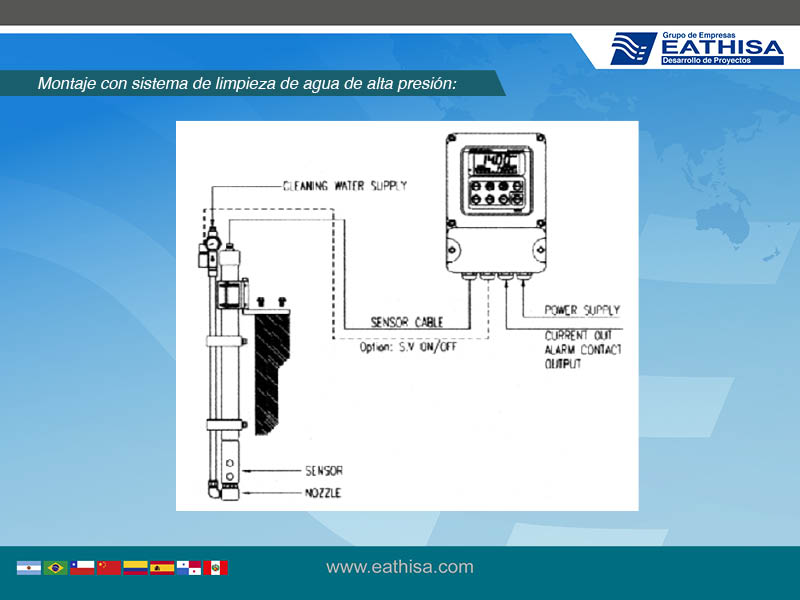 Grupo de Empresas
EATHISA
Desarrollo de Proyectos
Montaje con sistema de limpieza de agua de alta presión:
CLEANING WATER SUPPLY
1400
POWER SUPPLY
SENSOR CABLE
CURRENT OUT
Option: S.V ON/OFF
ALARM CONTACT
OUTPUT
SENSOR
NOZZLE
www.eathisa.com